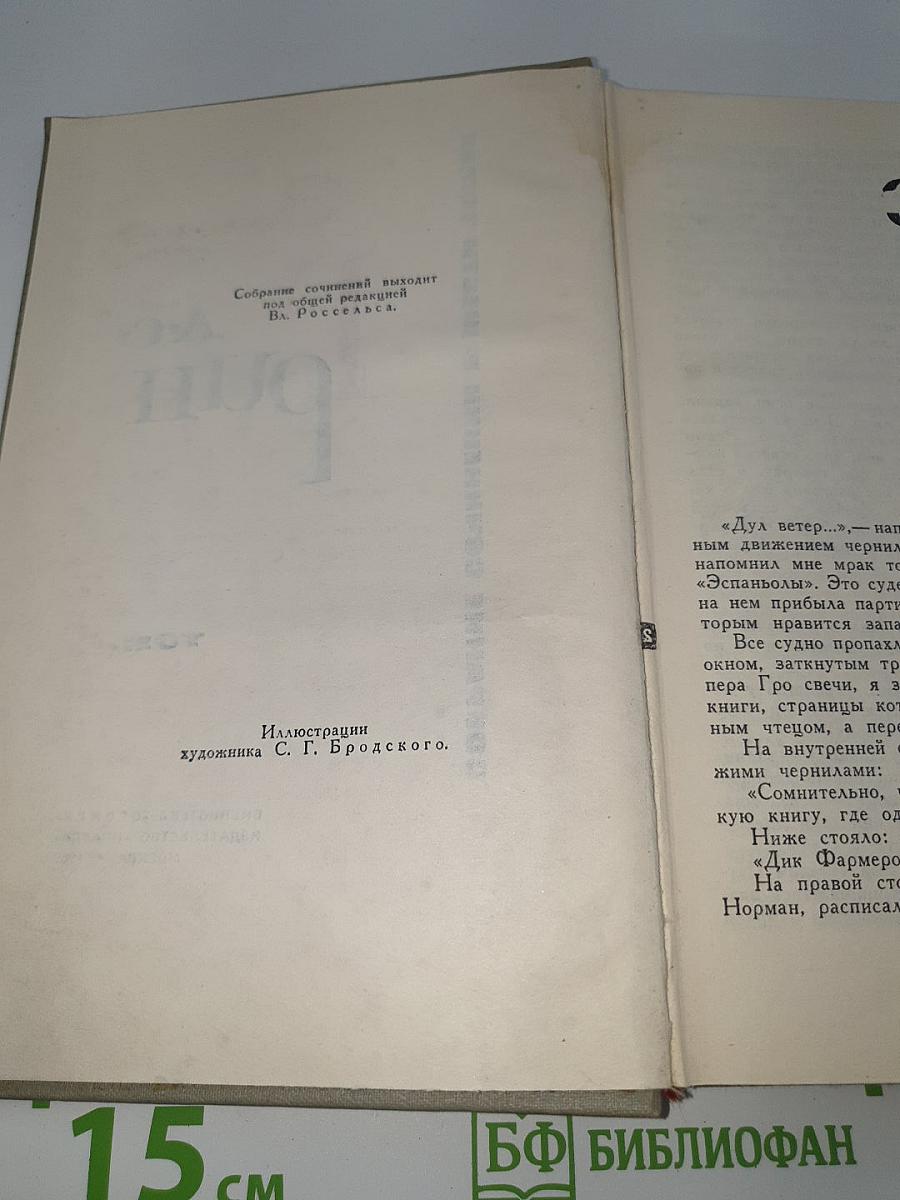 Собрание сочинений выходит
под общей редакцией
Вл. Россельса.
Иллюстрации
художника С. Г. Бродского.
«Дул ветер...»,— нап
ным движением чернил
напомнил мне мрак то
«Эспаньолы». Это суде
на нем прибыла парти
торым нравится запа
Все судно пропахл
окном, заткнутым тр
пера Гро свечи, я з
книги, страницы кот
ным чтецом, а пере
На внутренней с
жими чернилами:
«Сомнительно, ч
кую книгу, где од
Ниже стояло:
«Дик Фармеро
На правой сто
Норман, расписал
15 см
БФ БИБЛИОФАН